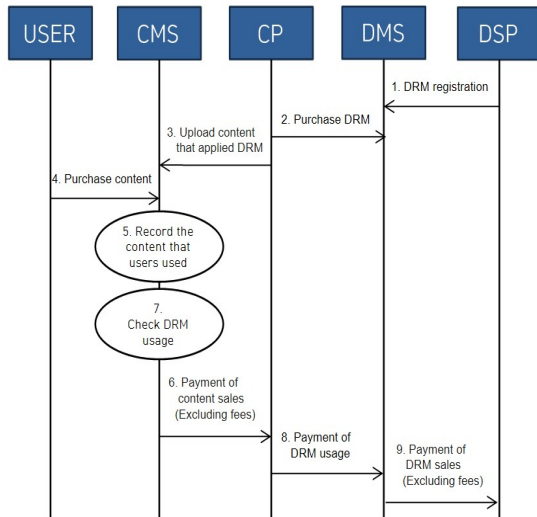 USER
CMS
CP
DMS
DSP
1. DRM registration
2. Purchase DRM
3. Upload content
that applied DRM
4. Purchase content
5. Record the
content that
users used
7.
Check DRM
usage
6. Payment of
content sales
(Excluding fees)
8. Payment of
DRM usage
9. Payment of
DRM sales
(Excluding fees)